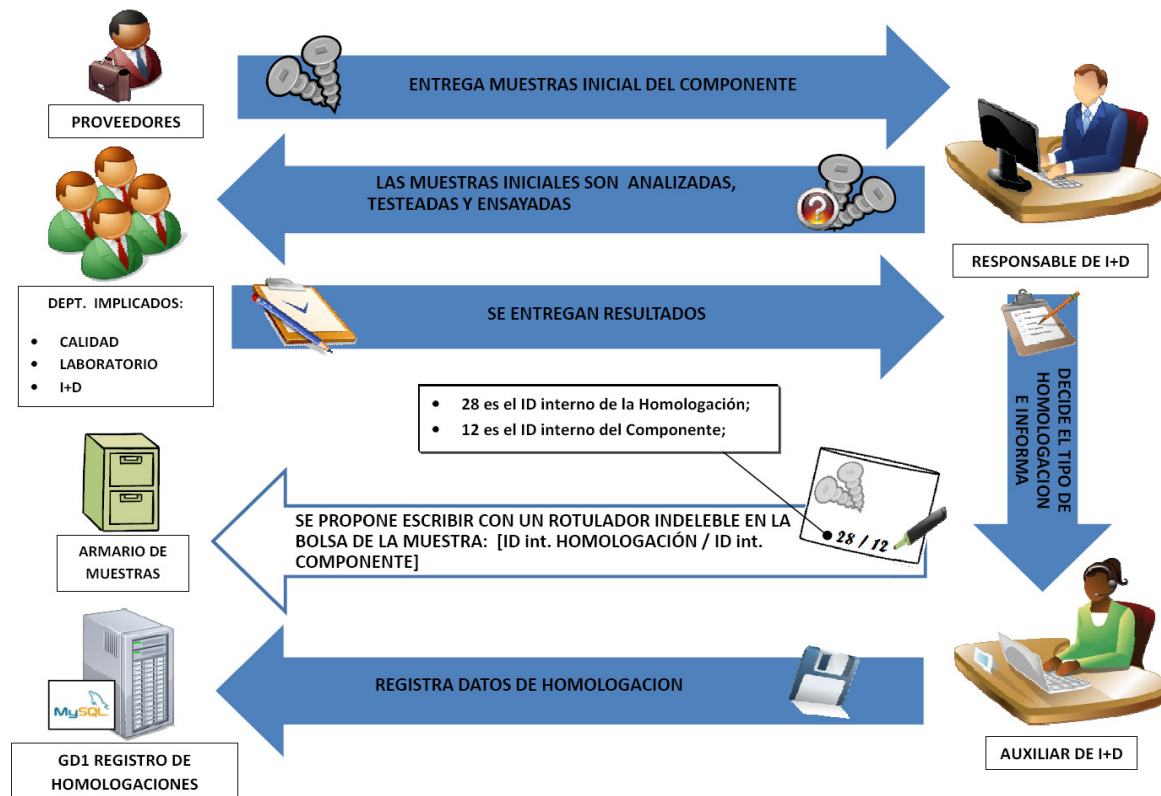 ENTREGA MUESTRAS INICIAL DEL COMPONENTE
PROVEEDORES
LAS MUESTRAS INICIALES SON ANALIZADAS,
TESTEADAS Y ENSAYADAS
RESPONSABLE DE I+D
DEPT. IMPLICADOS:
• CALIDAD
• LABORATORIO
• I+D
SE ENTREGAN RESULTADOS
DECIDE EL TIPO DE
HOMOLOGACION
E INFORMA
• 28 es el ID interno de la Homologación;
• 12 es el ID interno del Componente;
28 / 12
SE PROPONE ESCRIBIR CON UN ROTULADOR INDELEBLE EN LA
BOLSA DE LA MUESTRA: [ID int. HOMOLOGACIÓN / ID int.
COMPONENTE]
ARMARIO DE
MUESTRAS
REGISTRA DATOS DE HOMOLOGACION
MySQL
GD1 REGISTRO DE
HOMOLOGACIONES
AUXILIAR DE I+D